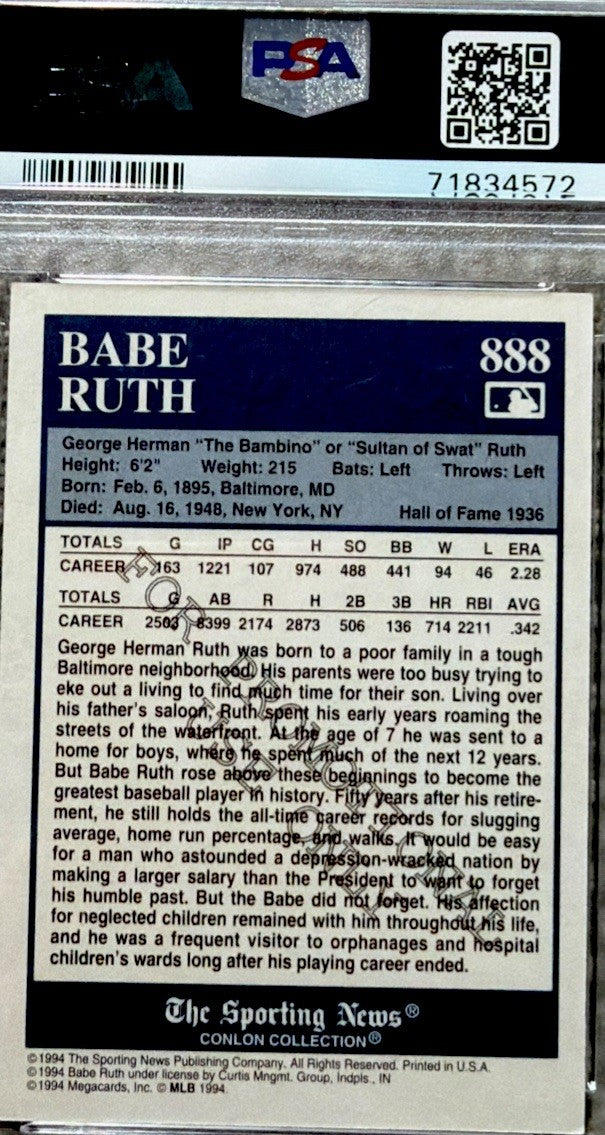 PSA
71834572
BABE
RUTH
888
George Herman "The Bambino" or "Sultan of Swat" Ruth
Height: 6'2" Weight: 215 Bats: Left Throws: Left
Born: Feb. 6, 1895, Baltimore, MD
Died: Aug. 16, 1948, New York, NY Hall of Fame 1936
TOTALS G IP CG H SO BB W L ERA
CAREER 163 1221 107 974 488 441 94 46 2.28
TOTALS G AB R H 2B 3B HR RBI AVG
CAREER 2503 8399 2174 2873 506 136 714 2211 .342
George Herman Ruth was born to a poor family in a tough
Baltimore neighborhood. His parents were too busy trying to
eke out a living to find much time for their son. Living over
his father's saloon, Ruth spent his early years roaming the
streets of the waterfront. At the age of 7 he was sent to a
home for boys, where he spent much of the next 12 years.
But Babe Ruth rose above these beginnings to become the
greatest baseball player in history. Fifty years after his retire-
ment, he still holds the all-time career records for slugging
average, home run percentage, and walks. It would be easy
for a man who astounded a depression-wracked nation by
making a larger salary than the President to want to forget
his humble past. But the Babe did not forget. His affection
for neglected children remained with him throughout his life,
and he was a frequent visitor to orphanages and hospital
children's wards long after his playing career ended.
FOR PROMOTIONAL
USE ONLY
The Sporting News®
CONLON COLLECTION®
©1994 The Sporting News Publishing Company. All Rights Reserved. Printed in U.S.A.
©1994 Babe Ruth under license by Curtis Mngmt. Group, Indpls., IN
©1994 Megacards, Inc. © MLB 1994